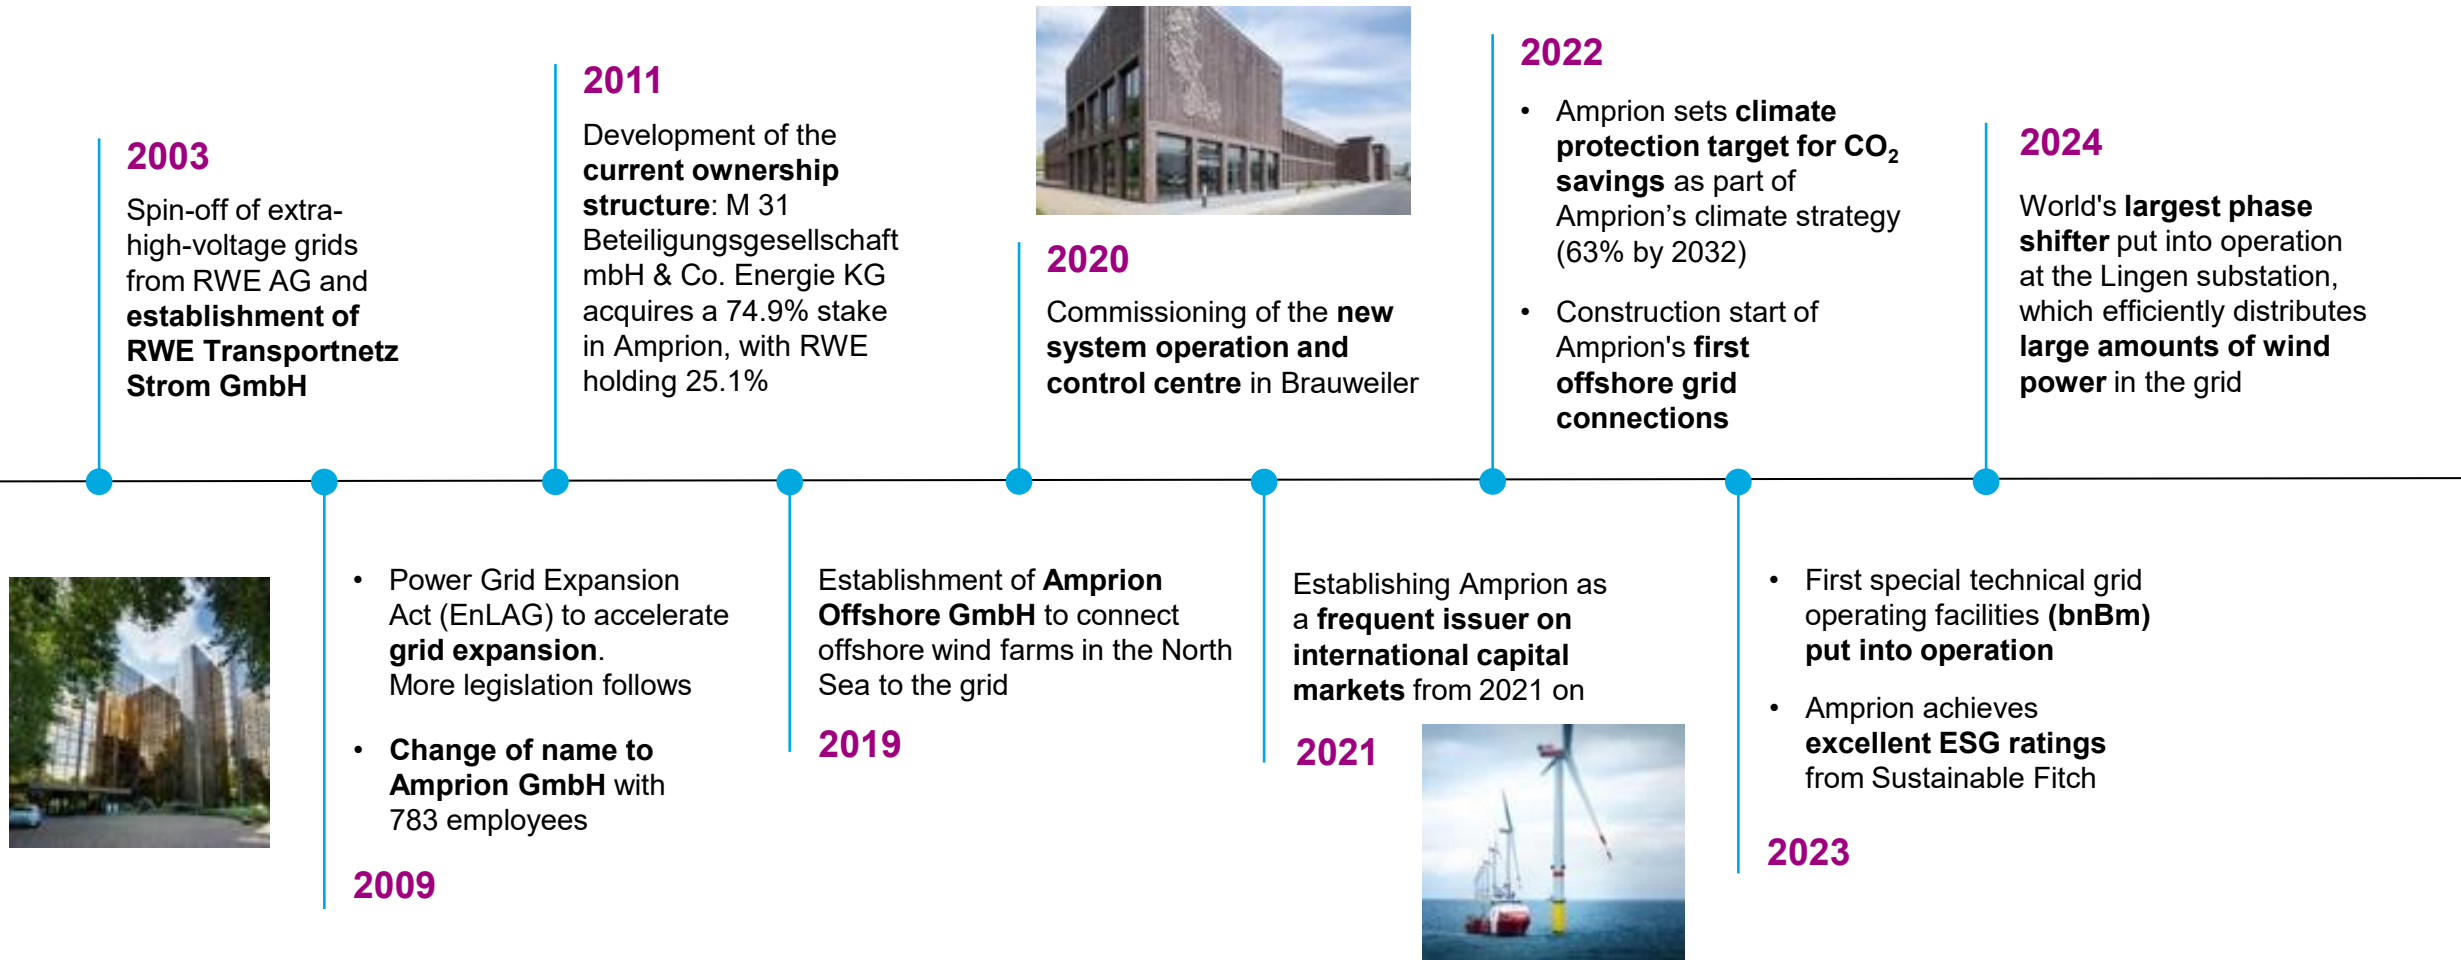 2003
Spin-off of extra-
high-voltage grids
from RWE AG and
establishment of
RWE Transportnetz
Strom GmbH
• Power Grid Expansion
Act (EnLAG) to accelerate
grid expansion.
More legislation follows
• Change of name to
Amprion GmbH with
783 employees
2009
2011
Development of the
current ownership
structure: M 31
Beteiligungsgesellschaft
mbH & Co. Energie KG
acquires a 74.9% stake
in Amprion, with RWE
holding 25.1%
Establishment of Amprion
Offshore GmbH to connect
offshore wind farms in the North
Sea to the grid
2019
2020
Commissioning of the new
system operation and
control centre in Brauweiler
Establishing Amprion as
a frequent issuer on
international capital
markets from 2021 on
2021
2022
• Amprion sets climate
protection target for CO₂
savings as part of
Amprion’s climate strategy
(63% by 2032)
• Construction start of
Amprion's first
offshore grid
connections
• First special technical grid
operating facilities (bnBm)
put into operation
• Amprion achieves
excellent ESG ratings
from Sustainable Fitch
2023
2024
World's largest phase
shifter put into operation
at the Lingen substation,
which efficiently distributes
large amounts of wind
power in the grid